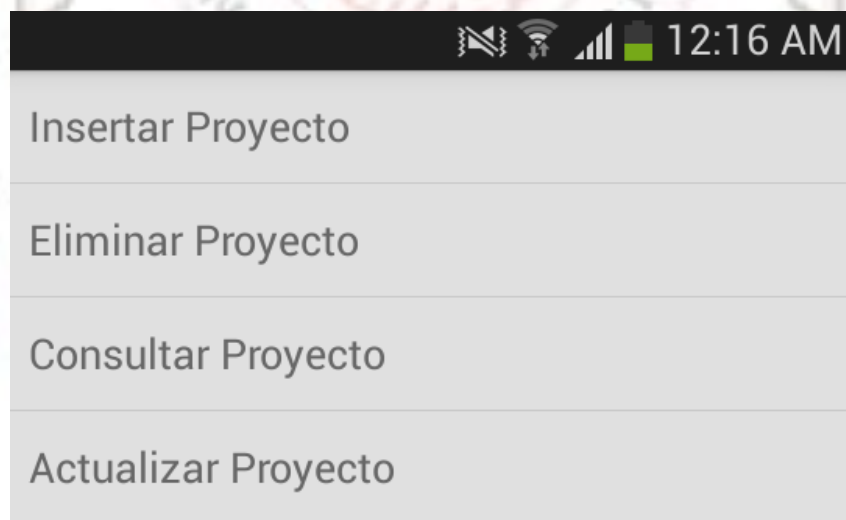 12:16 AM
Insertar Proyecto
Eliminar Proyecto
Consultar Proyecto
Actualizar Proyecto